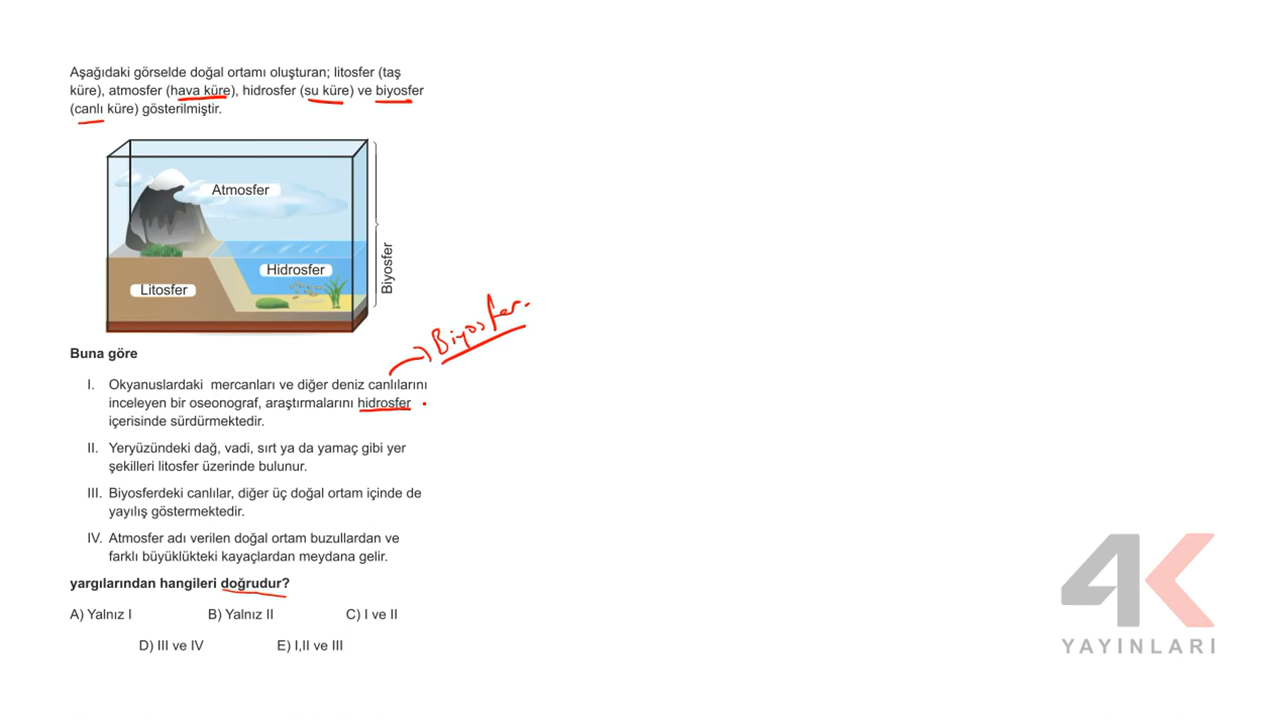 Aşağıdaki görselde doğal ortamı oluşturan; litosfer (taş
küre), atmosfer (hava küre), hidrosfer (su küre) ve biyosfer
(canlı küre) gösterilmiştir.
Atmosfer
Hidrosfer
Litosfer
Biyosfer
Biyosfer.
Buna göre
I. Okyanuslardaki mercanları ve diğer deniz canlılarını
inceleyen bir oseonograf, araştırmalarını hidrosfer
içerisinde sürdürmektedir.
II. Yeryüzündeki dağ, vadi, sırt ya da yamaç gibi yer
şekilleri litosfer üzerinde bulunur.
III. Biyosferdeki canlılar, diğer üç doğal ortam içinde de
yayılış göstermektedir.
IV. Atmosfer adı verilen doğal ortam buzullardan ve
farklı büyüklükteki kayaçlardan meydana gelir.
yargılarından hangileri doğrudur?
A) Yalnız I B) Yalnız II C) I ve II
D) III ve IV E) I,II ve III
4K
YAYINLARI